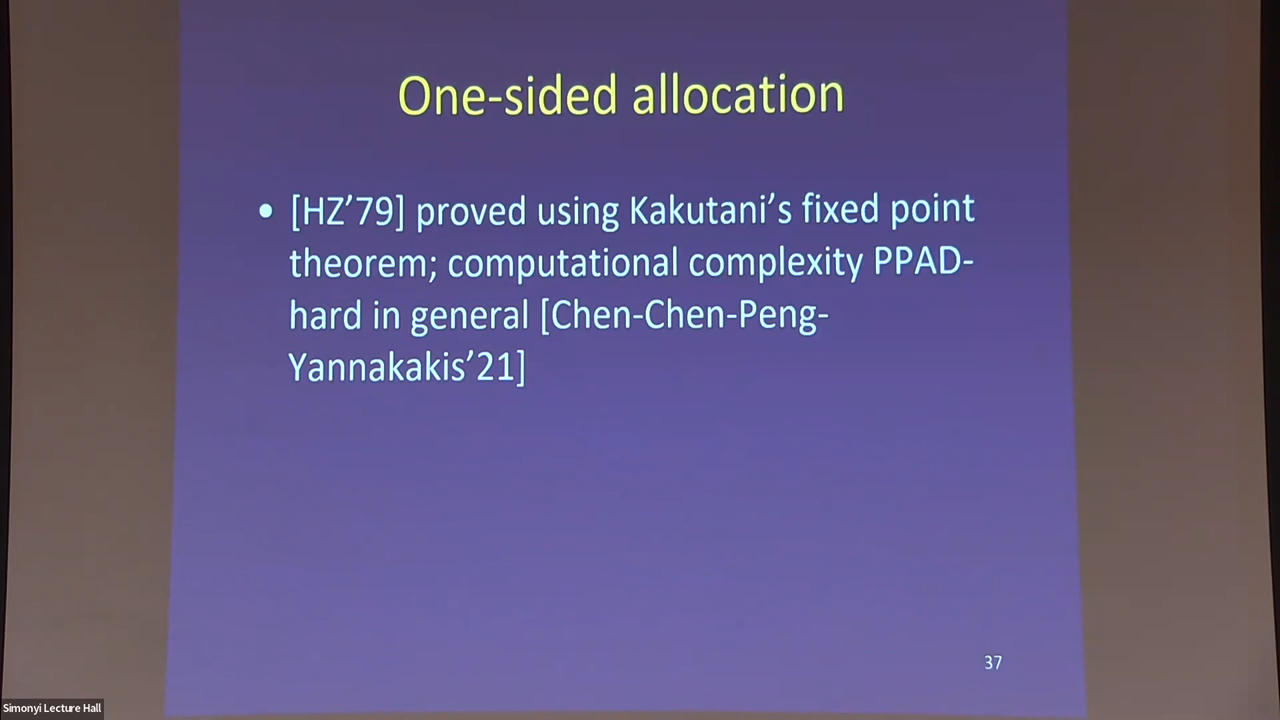 One-sided allocation
• [HZ’79] proved using Kakutani’s fixed point
theorem; computational complexity PPAD-
hard in general [Chen-Chen-Peng-
Yannakakis’21]
37
Simonyi Lecture Hall